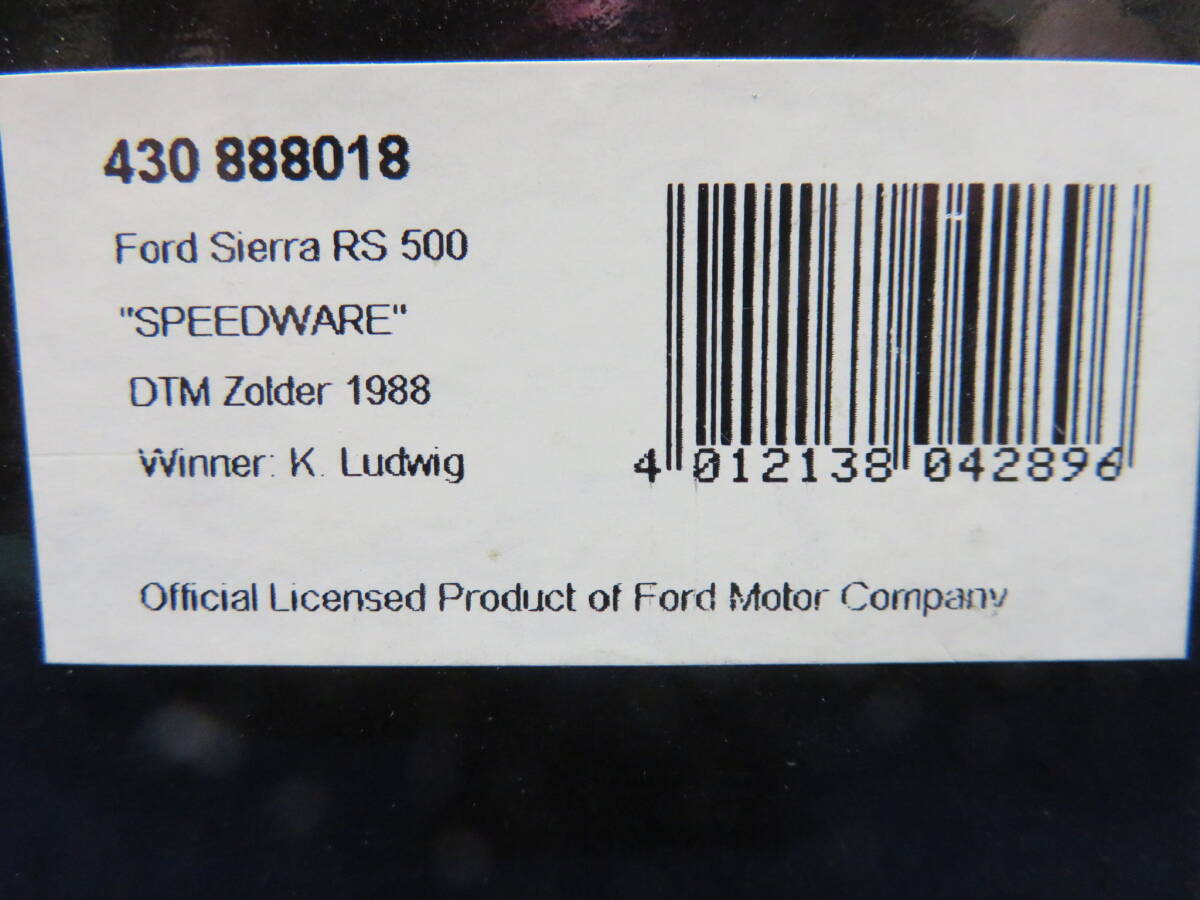 430 888018
Ford Sierra RS 500
"SPEEDWARE"
DTM Zolder 1988
Winner: K. Ludwig
4 012138 042896
Official Licensed Product of Ford Motor Company